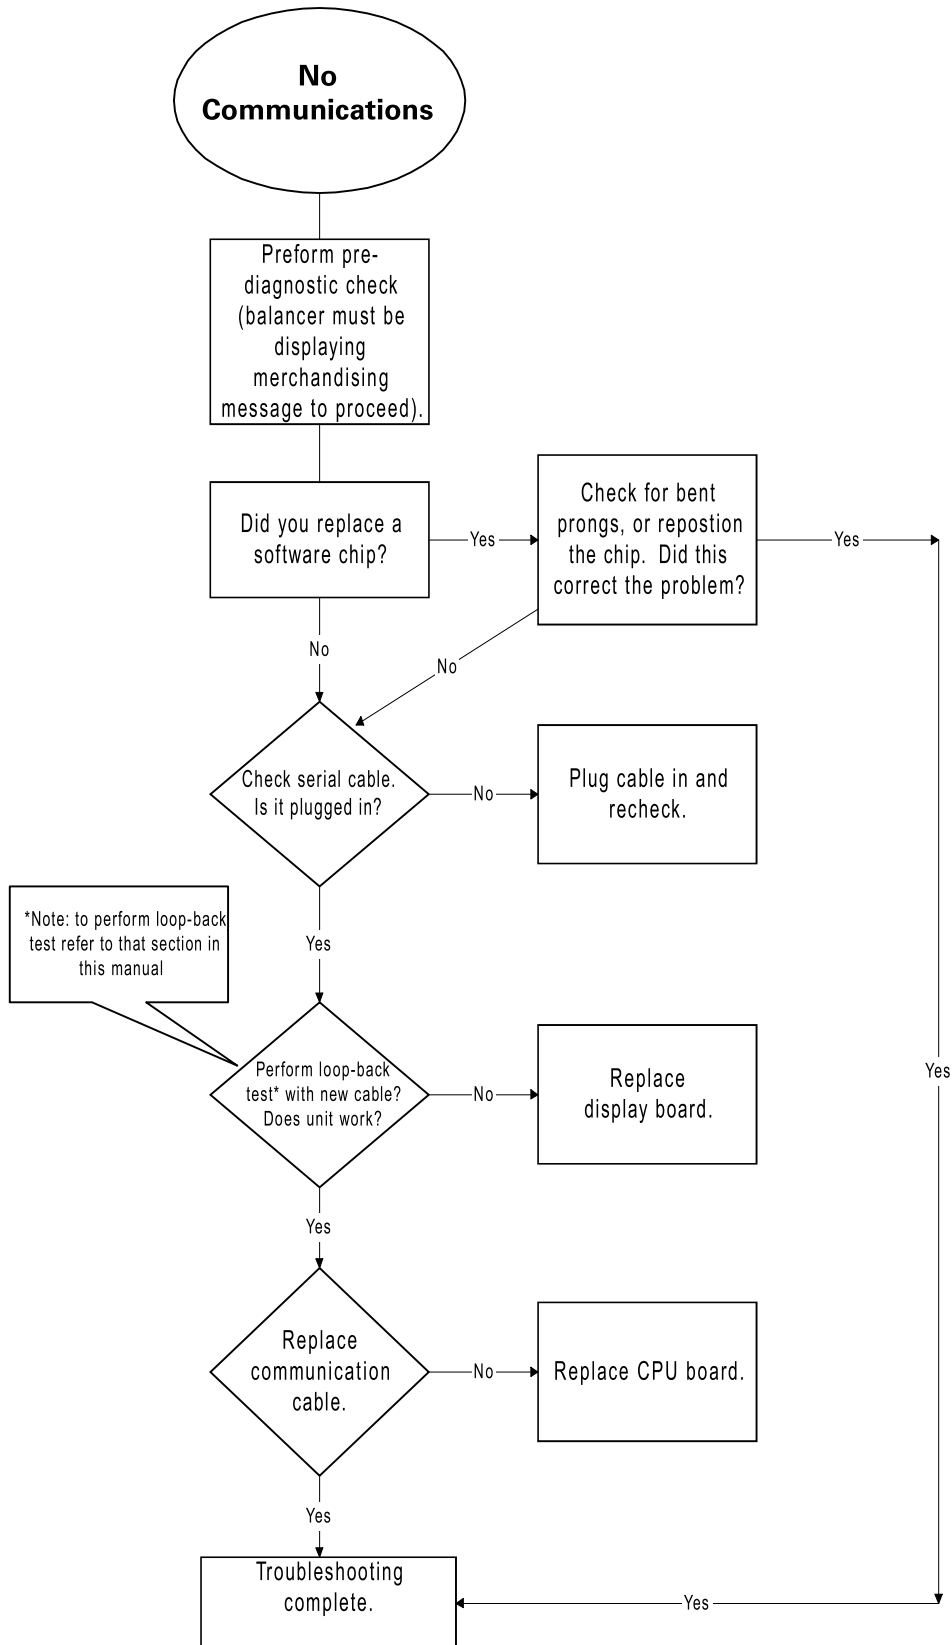 No
Communications
Preform pre-
diagnostic check
(balancer must be
displaying
merchandising
message to proceed).
Did you replace a
software chip?
Yes
Check for bent
prongs, or repostion
the chip. Did this
correct the problem?
Yes
No
No
Check serial cable.
Is it plugged in?
No
Plug cable in and
recheck.
*Note: to perform loop-back
test refer to that section in
this manual
Yes
Perform loop-back
test* with new cable?
Does unit work?
No
Replace
display board.
Yes
Yes
Replace
communication
cable.
No
Replace CPU board.
Yes
Troubleshooting
complete.
Yes